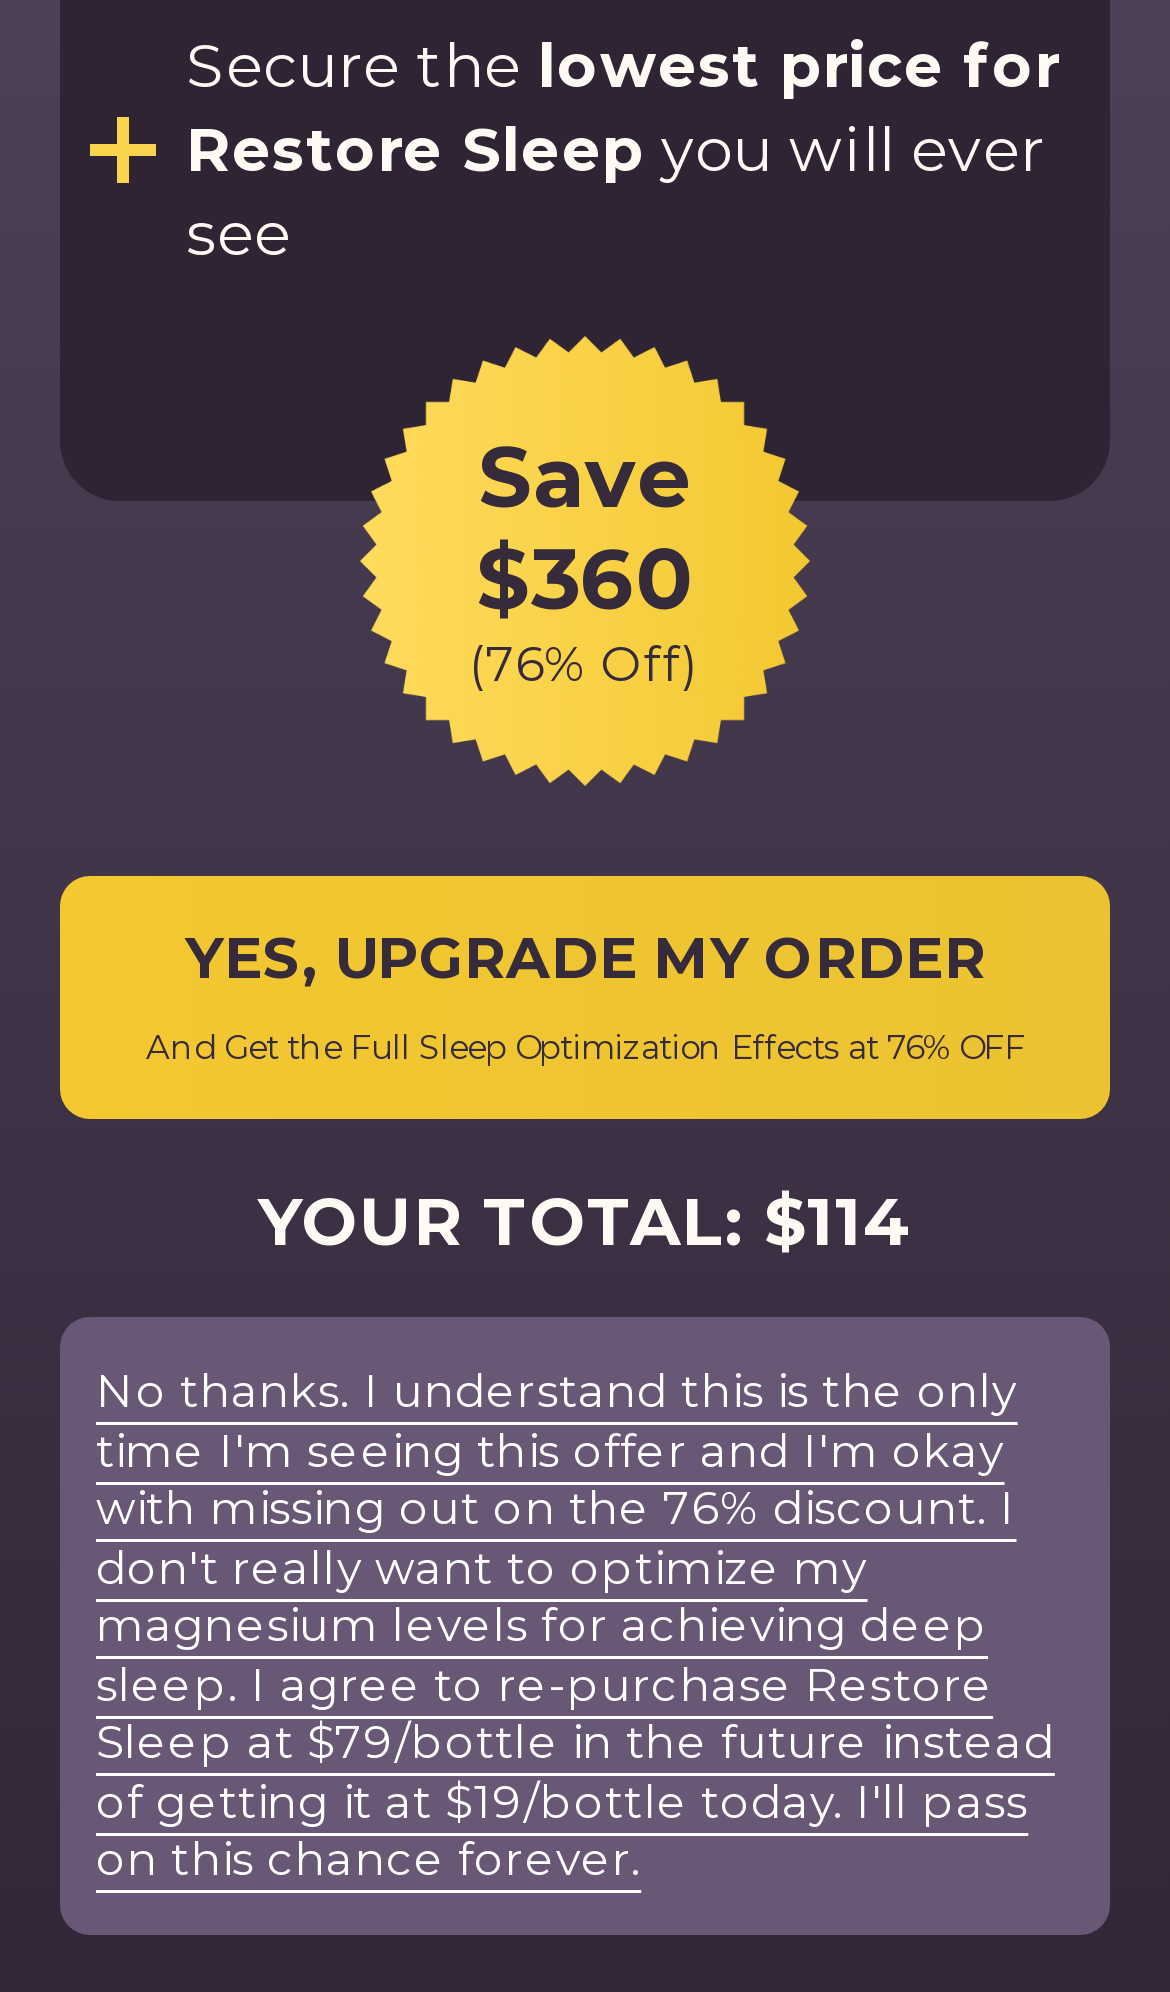 Secure the lowest price for
Restore Sleep you will ever
see
Save
$360
(76% Off)
YES, UPGRADE MY ORDER
And Get the Full Sleep Optimization Effects at 76% OFF
YOUR TOTAL: $114
No thanks. I understand this is the only
time I'm seeing this offer and I'm okay
with missing out on the 76% discount. I
don't really want to optimize my
magnesium levels for achieving deep
sleep. I agree to re-purchase Restore
Sleep at $79/bottle in the future instead
of getting it at $19/bottle today. I'll pass
on this chance forever.